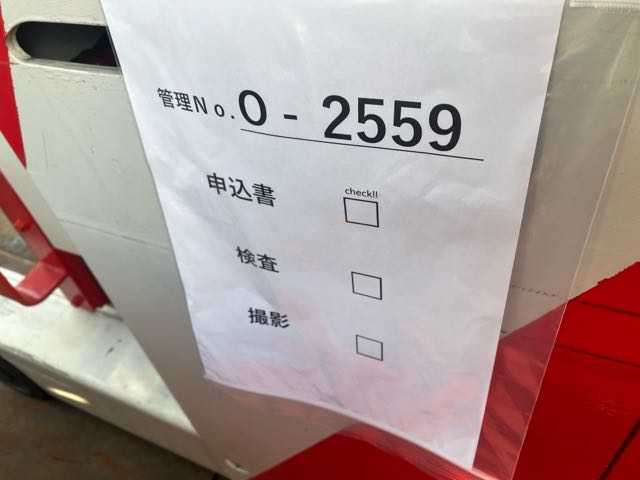 管理No.O - 2559
申込書
check!!
検査
撮影